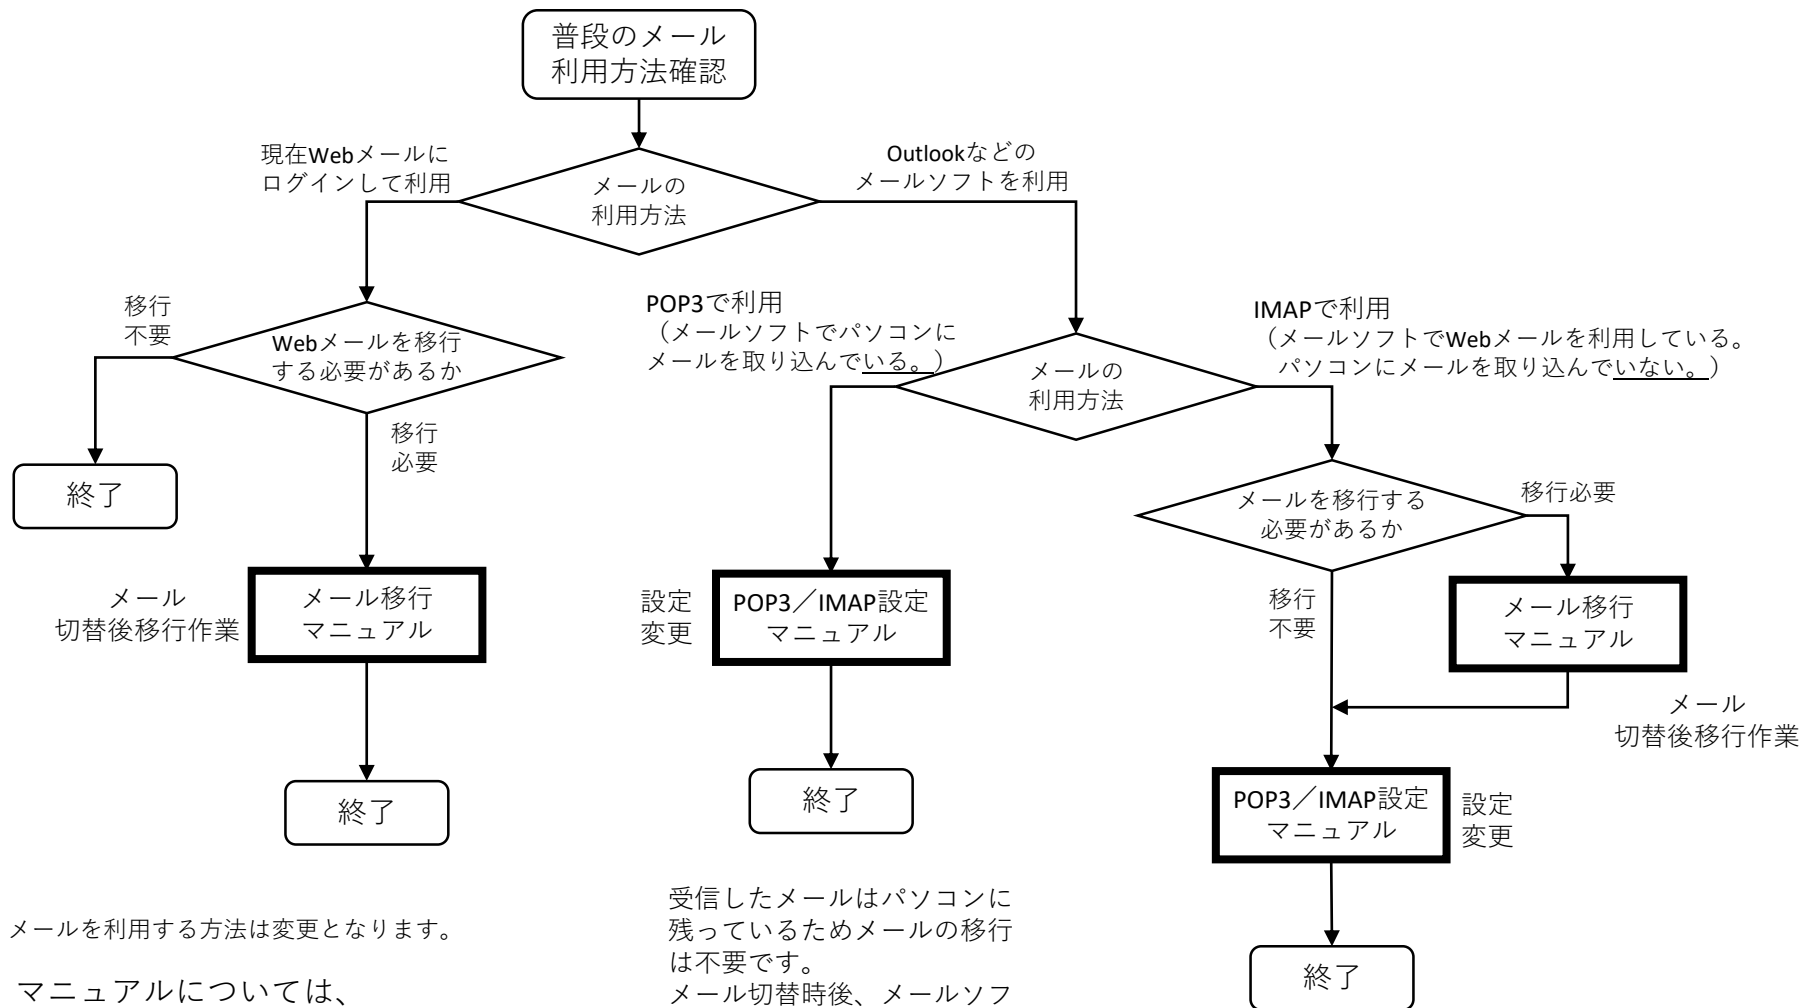 普段のメール
利用方法確認
現在Webメールに
ログインして利用
メールの
利用方法
Outlookなどの
メールソフトを利用
移行
不要
Webメールを移行
する必要があるか
移行
必要
終了
メール
切替後移行作業
メール移行
マニュアル
終了
POP3で利用
（メールソフトでパソコンに
メールを取り込んでいる。）
メールの
利用方法
IMAPで利用
（メールソフトでWebメールを利用している。
パソコンにメールを取り込んでいない。）
設定
変更
POP3／IMAP設定
マニュアル
終了
メールを移行する
必要があるか
移行必要
移行
不要
メール移行
マニュアル
メール
切替後移行作業
POP3／IMAP設定
マニュアル
設定
変更
終了
メールを利用する方法は変更となります。
マニュアルについては、
受信したメールはパソコンに
残っているためメールの移行
は不要です。
メール切替時後、メールソフ